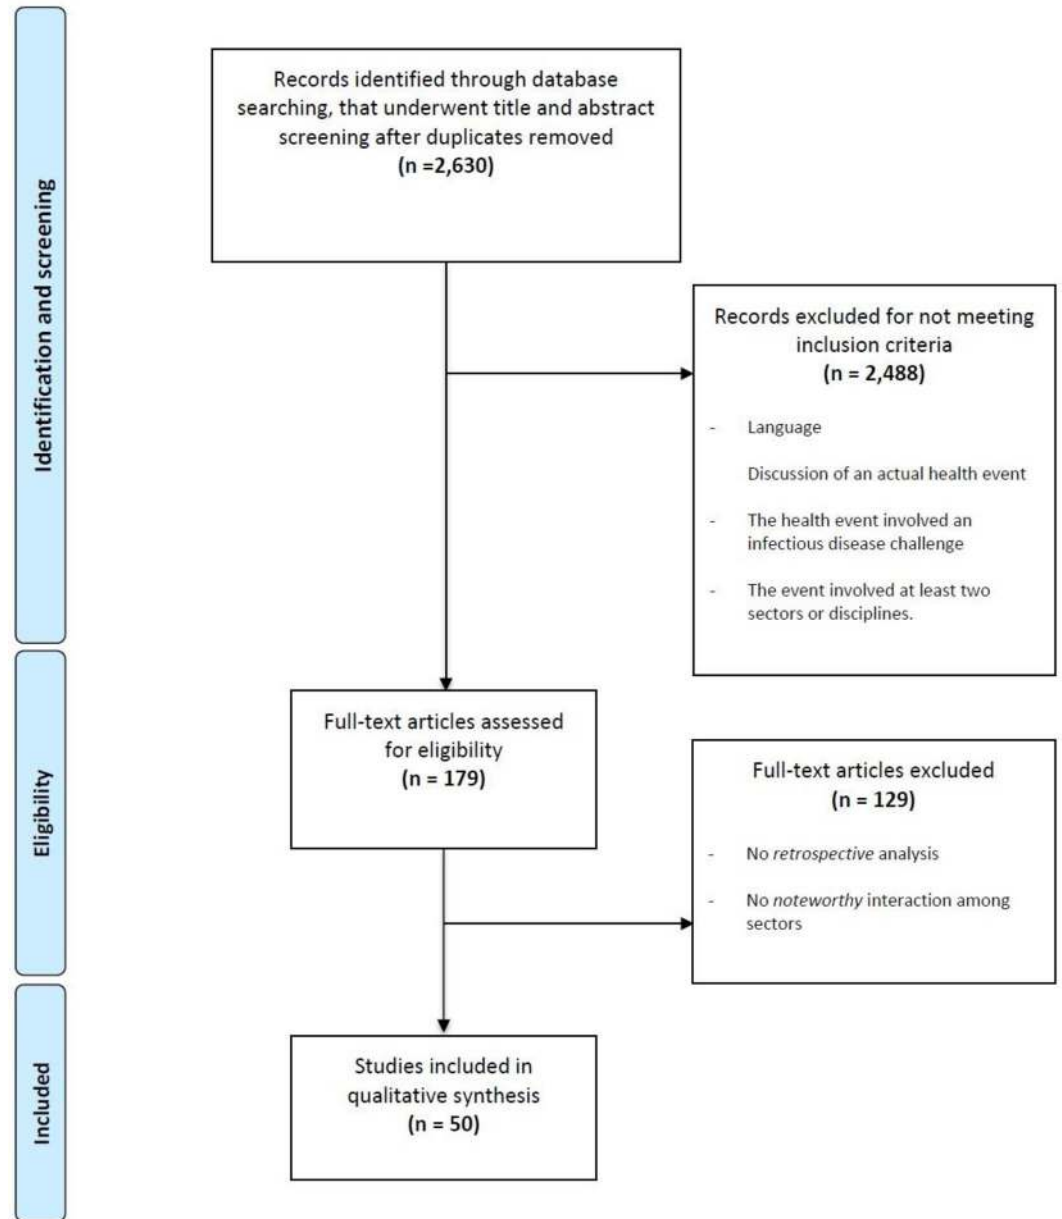 Identification and screening
Records identified through database
searching, that underwent title and abstract
screening after duplicates removed
(n =2,630)
Records excluded for not meeting
inclusion criteria
(n = 2,488)
- Language
Discussion of an actual health event
- The health event involved an
infectious disease challenge
- The event involved at least two
sectors or disciplines.
Eligibility
Full-text articles assessed
for eligibility
(n = 179)
Full-text articles excluded
(n = 129)
- No retrospective analysis
- No noteworthy interaction among
sectors
Included
Studies included in
qualitative synthesis
(n = 50)